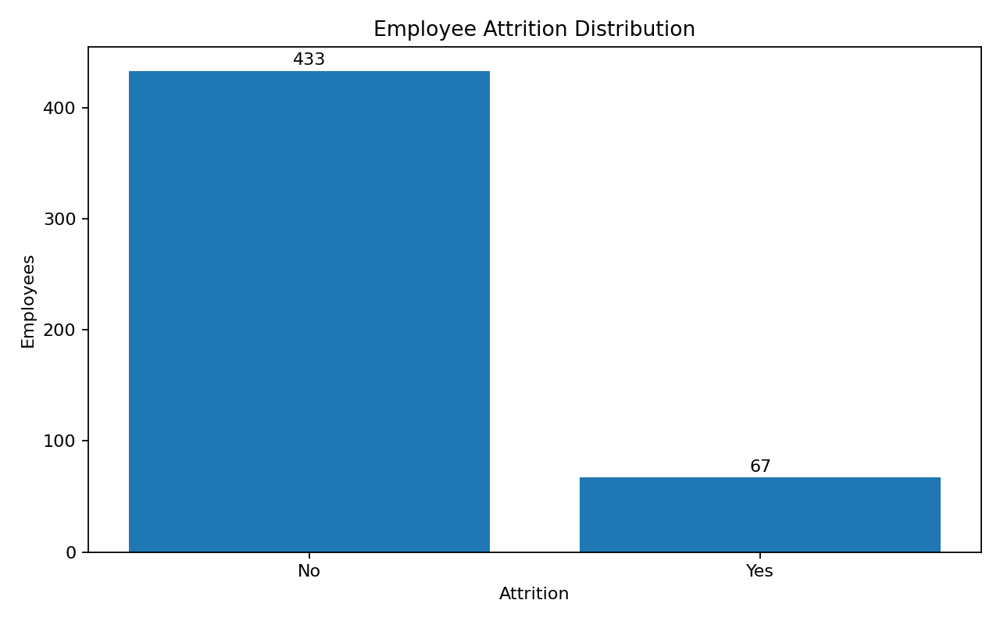 Employee Attrition Distribution
433
400
300
200
100
0
67
Employees
No
Yes
Attrition